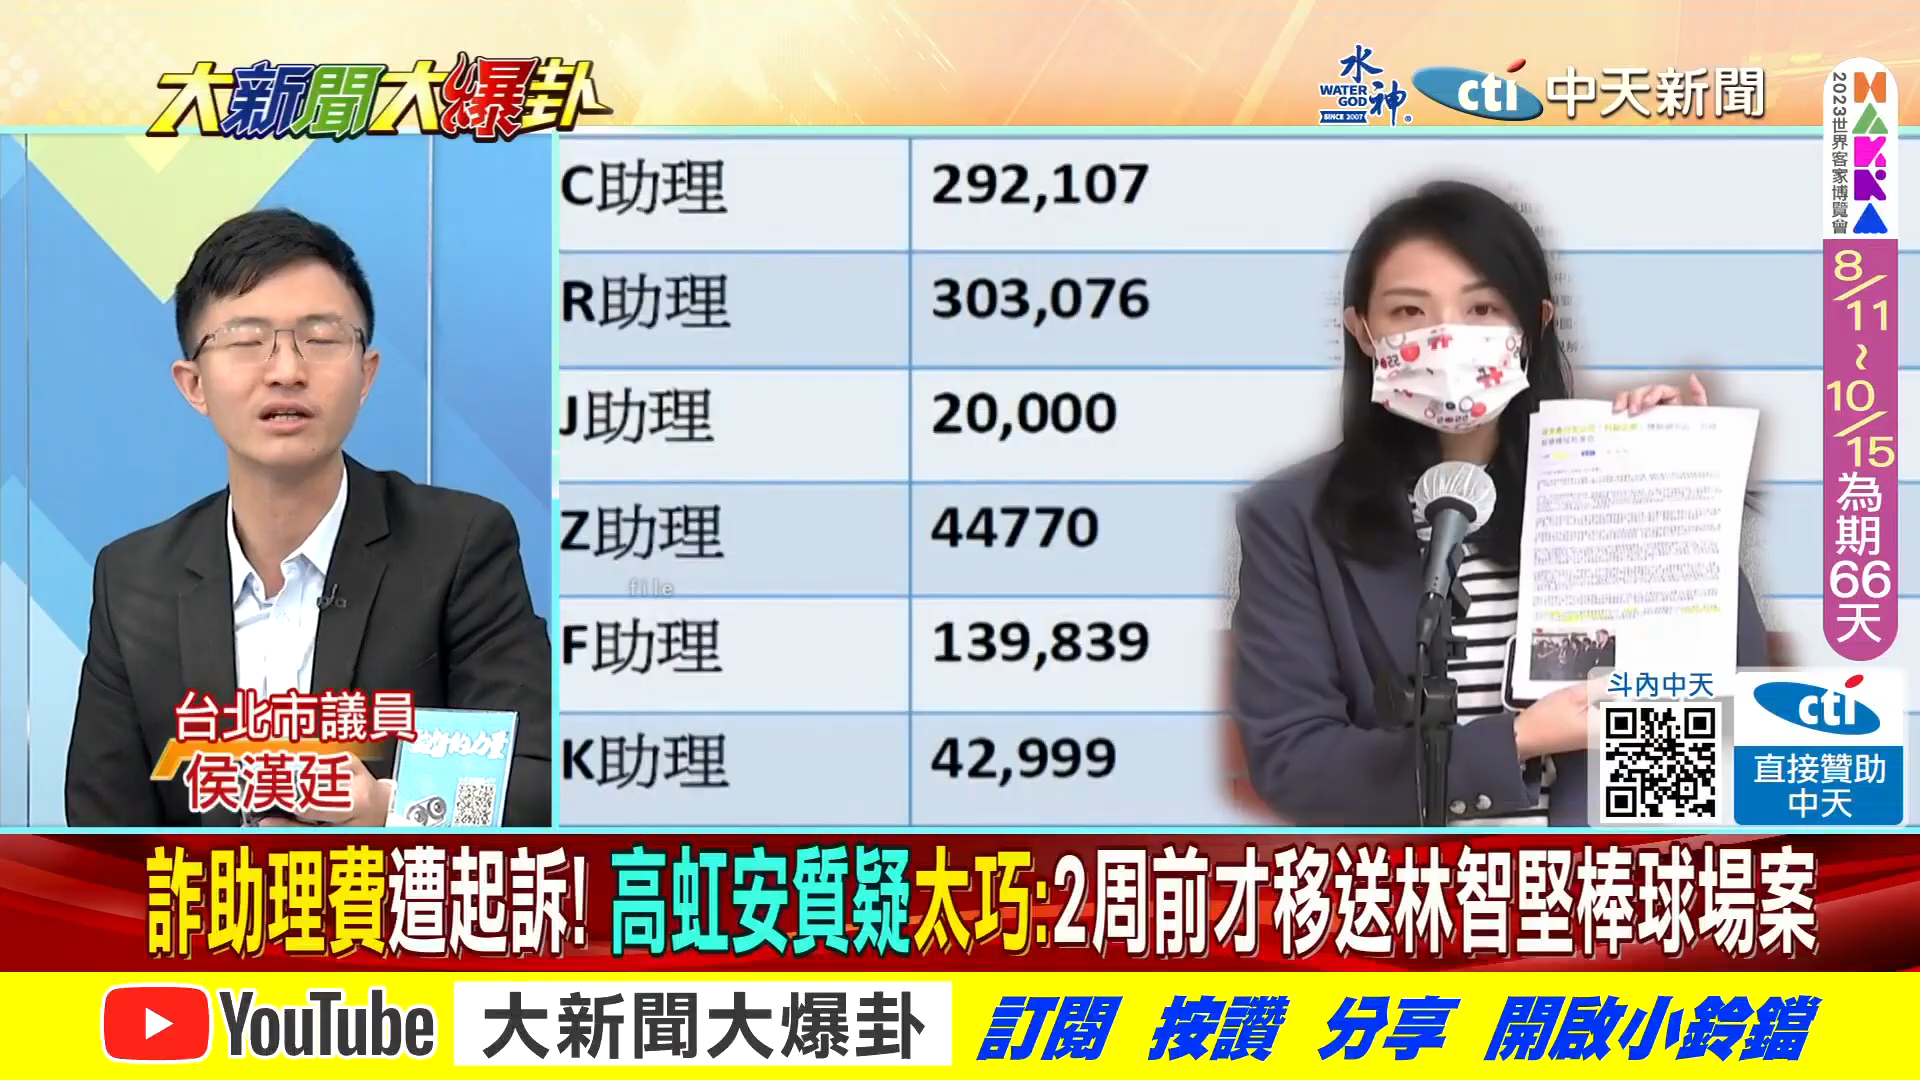 大新聞大爆卦
水神
WATER GOD
SINCE 2007
cti 中天新聞
2023世界客家博覽會
HAKKA
8/11
~
10/15
為期
66
天
C助理 292,107
R助理 303,076
J助理 20,000
Z助理 44770
file
F助理 139,839
K助理 42,999
台北市議員
侯漢廷
斗內中天
cti
直接贊助
中天
詐助理費遭起訴! 高虹安質疑太巧:2周前才移送林智堅棒球場案
YouTube 大新聞大爆卦 訂閱 按讚 分享 開啟小鈴鐺